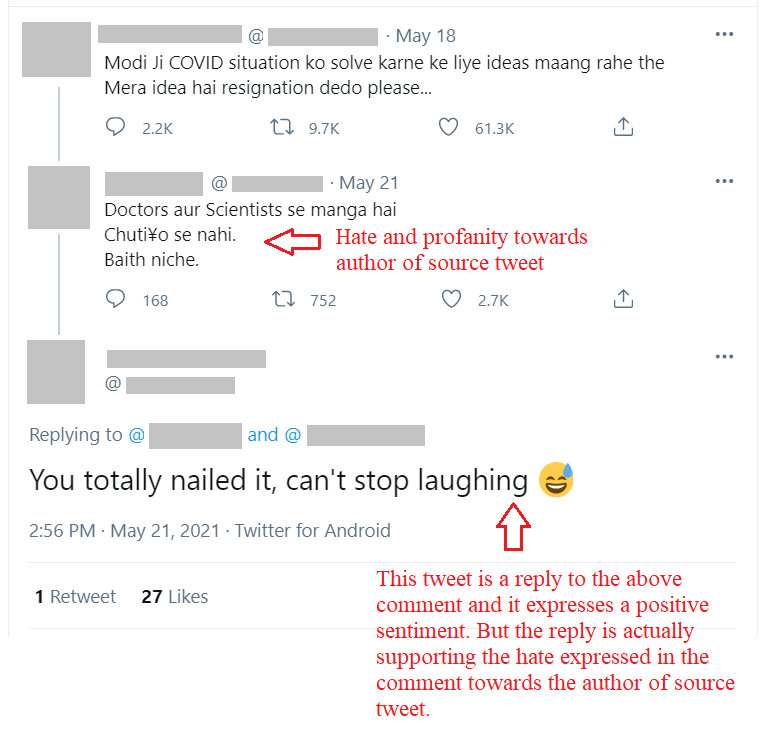 @ · May 18
Modi Ji COVID situation ko solve karne ke liye ideas maang rahe the
Mera idea hai resignation dedo please...
2.2K 9.7K 61.3K
@ · May 21
Doctors aur Scientists se manga hai
Chuti¥o se nahi.
Baith niche.
Hate and profanity towards
author of source tweet
168 752 2.7K
@
Replying to @ and @
You totally nailed it, can't stop laughing 😅
2:56 PM · May 21, 2021 · Twitter for Android
1 Retweet 27 Likes
This tweet is a reply to the above
comment and it expresses a positive
sentiment. But the reply is actually
supporting the hate expressed in the
comment towards the author of source
tweet.